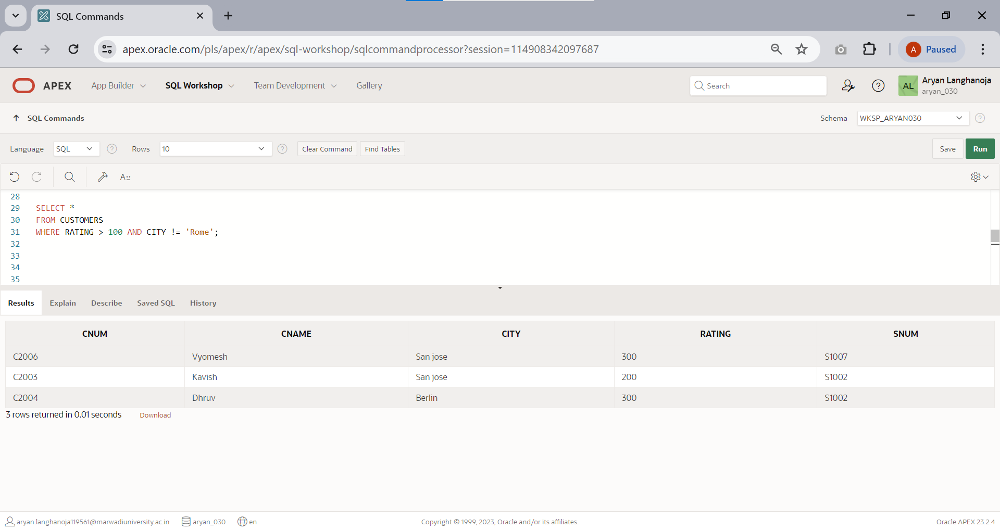 SQL Commands
apex.oracle.com/pls/apex/r/apex/sql-workshop/sqlcommandprocessor?session=114908342097687
A Paused
APEX App Builder SQL Workshop Team Development Gallery Search AL Aryan Langhanoja
aryan_030
SQL Commands Schema WKSP_ARYAN030 ?
Language SQL ? Rows 10 ? Clear Command Find Tables Save Run
A::
28
29 SELECT *
30 FROM CUSTOMERS
31 WHERE RATING > 100 AND CITY != 'Rome';
32
33
34
35
Results Explain Describe Saved SQL History
CNUM CNAME CITY RATING SNUM
C2006 Vyomesh San jose 300 S1007
C2003 Kavish San jose 200 S1002
C2004 Dhruv Berlin 300 S1002
3 rows returned in 0.01 seconds Download
aryan.langhanoja119561@marwadiuniversity.ac.in aryan_030 en Copyright © 1999, 2023, Oracle and/or its affiliates. Oracle APEX 23.2.4